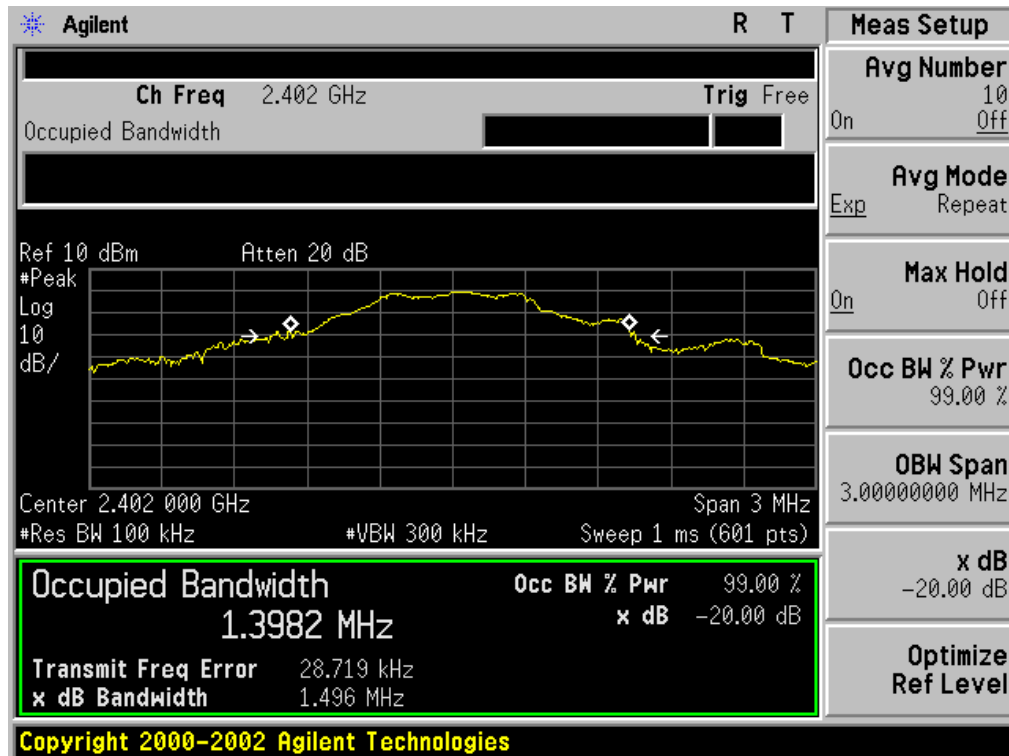 Agilent R T
Ch Freq 2.402 GHz Trig Free
Occupied Bandwidth
Ref 10 dBm Atten 20 dB
#Peak
Log
10
dB/
Center 2.402 000 GHz Span 3 MHz
#Res BW 100 kHz #VBW 300 kHz Sweep 1 ms (601 pts)
Occupied Bandwidth Occ BW % Pwr 99.00 %
1.3982 MHz x dB -20.00 dB
Transmit Freq Error 28.719 kHz
x dB Bandwidth 1.496 MHz
Copyright 2000-2002 Agilent Technologies
Meas Setup
Avg Number
10
On Off
Avg Mode
Exp Repeat
Max Hold
On Off
Occ BW % Pwr
99.00 %
OBW Span
3.00000000 MHz
x dB
-20.00 dB
Optimize
Ref Level